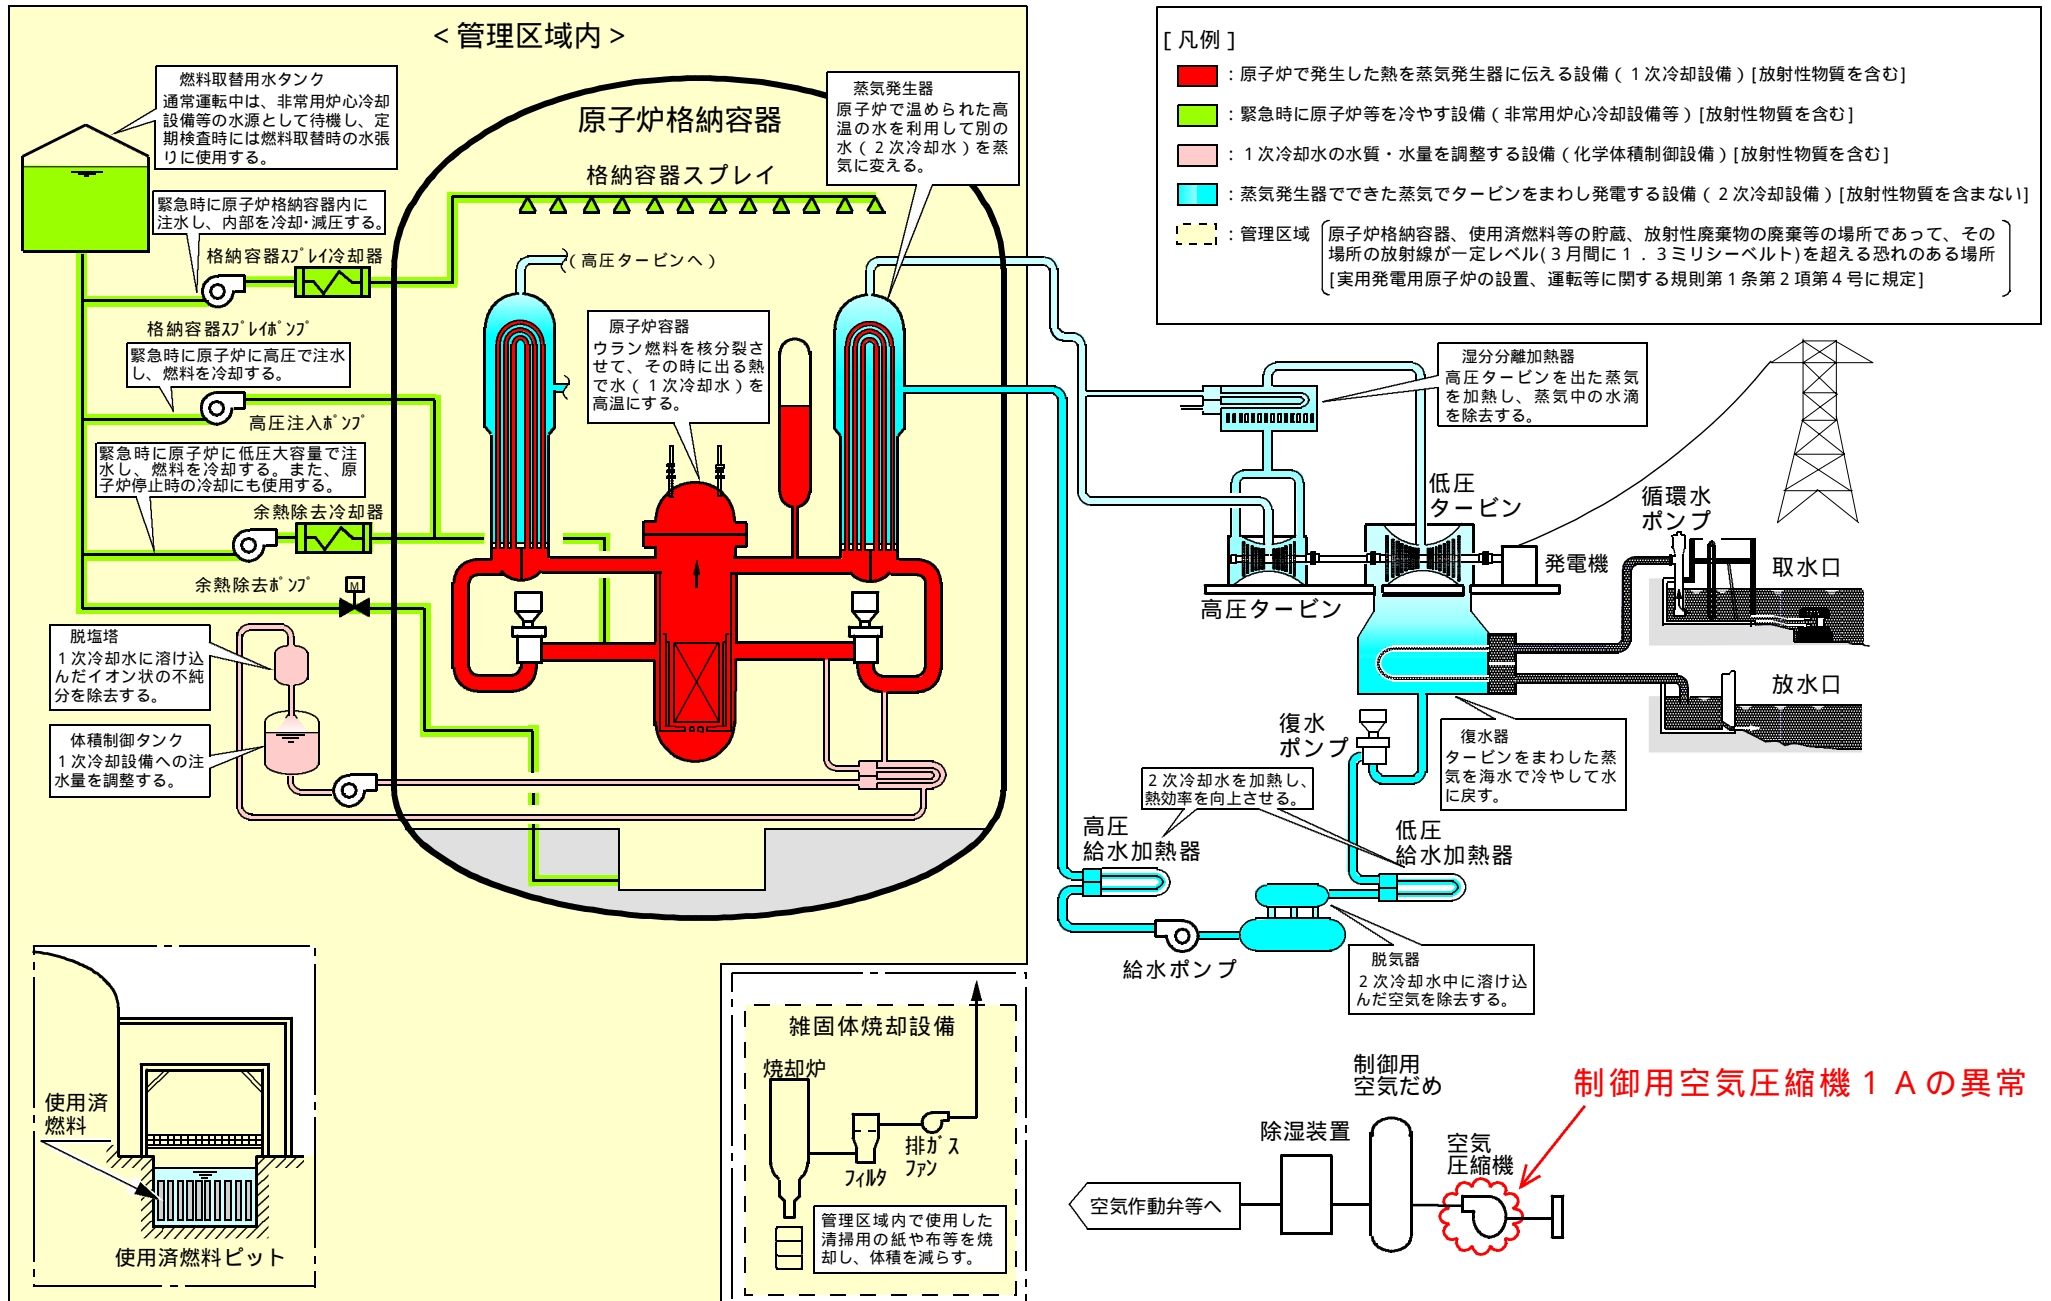 ＜管理区域内＞
燃料取替用水タンク
通常運転中は、非常用炉心冷却
設備等の水源として待機し、定
期検査時には燃料取替時の水張
りに使用する。
緊急時に原子炉格納容器内に
注水し、内部を冷却･減圧する。
格納容器ｽﾌﾟﾚｲ冷却器
格納容器ｽﾌﾟﾚｲﾎﾟﾝﾌﾟ
緊急時に原子炉に高圧で注水
し、燃料を冷却する。
高圧注入ﾎﾟﾝﾌﾟ
緊急時に原子炉に低圧大容量で注
水し、燃料を冷却する。また、原
子炉停止時の冷却にも使用する。
余熱除去冷却器
余熱除去ﾎﾟﾝﾌﾟ
M
脱塩塔
１次冷却水に溶け込
んだイオン状の不純
分を除去する。
体積制御タンク
１次冷却設備への注
水量を調整する。
原子炉格納容器
格納容器スプレイ
（高圧タービンへ）
蒸気発生器
原子炉で温められた高
温の水を利用して別の
水（２次冷却水）を蒸
気に変える。
原子炉容器
ウラン燃料を核分裂さ
せて、その時に出る熱
で水（１次冷却水）を
高温にする。
[ 凡例 ]
：原子炉で発生した熱を蒸気発生器に伝える設備（１次冷却設備）[放射性物質を含む]
：緊急時に原子炉等を冷やす設備（非常用炉心冷却設備等）[放射性物質を含む]
：１次冷却水の水質・水量を調整する設備（化学体積制御設備）[放射性物質を含む]
：蒸気発生器でできた蒸気でタービンをまわし発電する設備（２次冷却設備）[放射性物質を含まない]
：管理区域
原子炉格納容器、使用済燃料等の貯蔵、放射性廃棄物の廃棄等の場所であって、その
場所の放射線が一定レベル(３月間に１．３ミリシーベルト)を超える恐れのある場所
[実用発電用原子炉の設置、運転等に関する規則第１条第２項第４号に規定]
湿分分離加熱器
高圧タービンを出た蒸気
を加熱し、蒸気中の水滴
を除去する。
低圧
タービン
高圧タービン
発電機
循環水
ポンプ
取水口
放水口
復水
ポンプ
復水器
タービンをまわした蒸
気を海水で冷やして水
に戻す。
２次冷却水を加熱し、
熱効率を向上させる。
高圧
給水加熱器
低圧
給水加熱器
給水ポンプ
脱気器
２次冷却水中に溶け込
んだ空気を除去する。
使用済
燃料
使用済燃料ピット
雑固体焼却設備
焼却炉
フィルタ
排ｶﾞｽ
ﾌｧﾝ
管理区域内で使用した
清掃用の紙や布等を焼
却し、体積を減らす。
制御用
空気だめ
除湿装置
空気
圧縮機
空気作動弁等へ
制御用空気圧縮機１Ａの異常